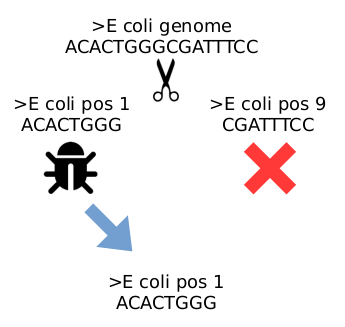 >E coli genome
ACACTGGGCGATTTCC
>E coli pos 1
ACACTGGG
>E coli pos 9
CGATTTCC
>E coli pos 1
ACACTGGG